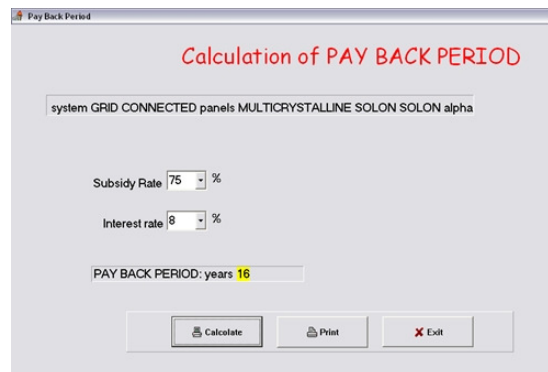 Pay Back Period
Calculation of PAY BACK PERIOD
system GRID CONNECTED panels MULTICRYSTALLINE SOLON SOLON alpha
Subsidy Rate 75 %
Interest rate 8 %
PAY BACK PERIOD: years 16
Calcolate Print Exit